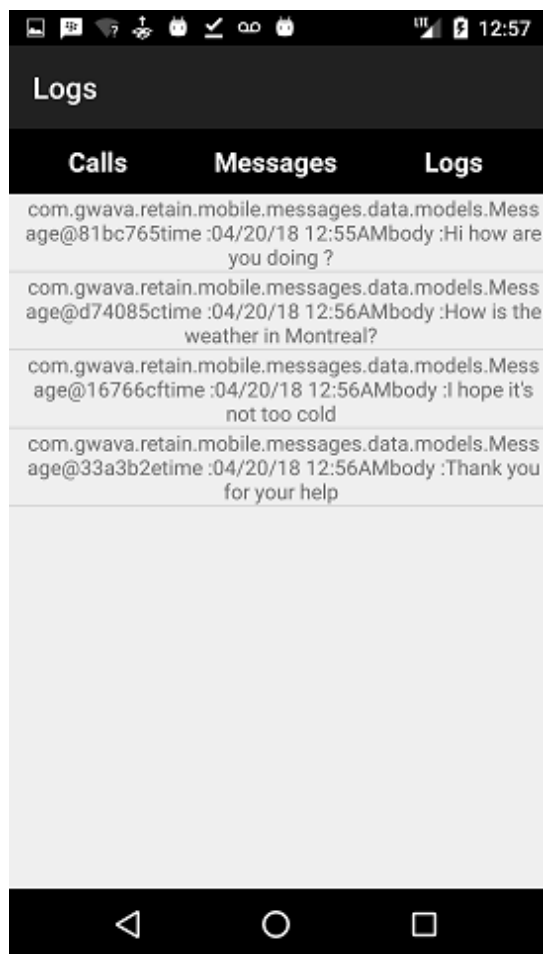 LTE 12:57
Logs
Calls Messages Logs
com.gwava.retain.mobile.messages.data.models.Mess
age@81bc765time :04/20/18 12:55AMbody :Hi how are
you doing ?
com.gwava.retain.mobile.messages.data.models.Mess
age@d74085ctime :04/20/18 12:56AMbody :How is the
weather in Montreal?
com.gwava.retain.mobile.messages.data.models.Mess
age@16766cftime :04/20/18 12:56AMbody :I hope it's
not too cold
com.gwava.retain.mobile.messages.data.models.Mess
age@33a3b2etime :04/20/18 12:56AMbody :Thank you
for your help